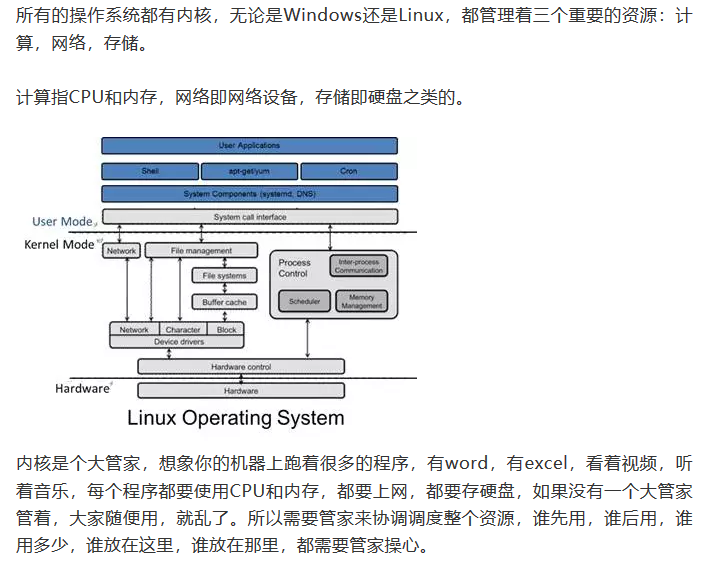 所有的操作系统都有内核，无论是Windows还是Linux，都管理着三个重要的资源：计
算，网络，存储。
计算指CPU和内存，网络即网络设备，存储即硬盘之类的。
User Applications
Shell
apt-get/yum
Cron
System Components (systemd, DNS)
System call interface
User Mode
Kernel Mode
Network
File management
File systems
Buffer cache
Process
Control
Inter-process
Communication
Scheduler
Memory
Management
Network
Character
Block
Device drivers
Hardware control
Hardware
Hardware
Linux Operating System
内核是个大管家，想象你的机器上跑着很多的程序，有word，有excel，看着视频，听
着音乐，每个程序都要使用CPU和内存，都要上网，都要存硬盘，如果没有一个大管家
管着，大家随便用，就乱了。所以需要管家来协调调度整个资源，谁先用，谁后用，谁
用多少，谁放在这里，谁放在那里，都需要管家操心。